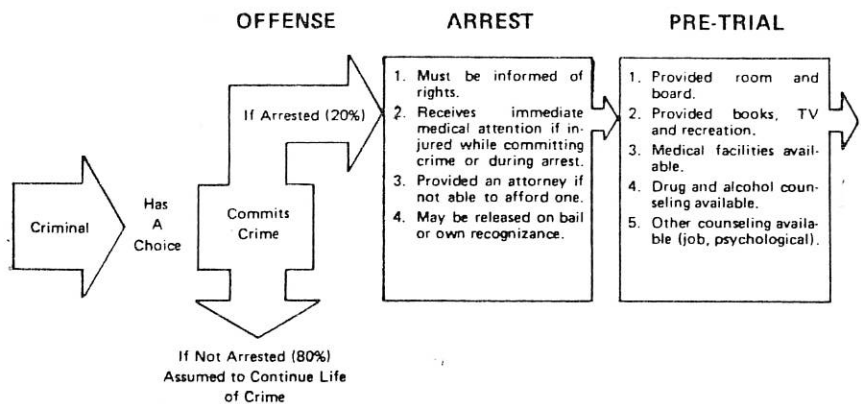 OFFENSE
ARREST
PRE-TRIAL
Criminal
Has
A
Choice
Commits
Crime
If Arrested (20%)
If Not Arrested (80%)
Assumed to Continue Life
of Crime
1. Must be informed of
rights.
2. Receives immediate
medical attention if in-
jured while committing
crime or during arrest.
3. Provided an attorney if
not able to afford one.
4. May be released on bail
or own recognizance.
1. Provided room and
board.
2. Provided books, TV
and recreation.
3. Medical facilities avail-
able.
4. Drug and alcohol coun-
seling available.
5. Other counseling availa-
ble (job, psychological).